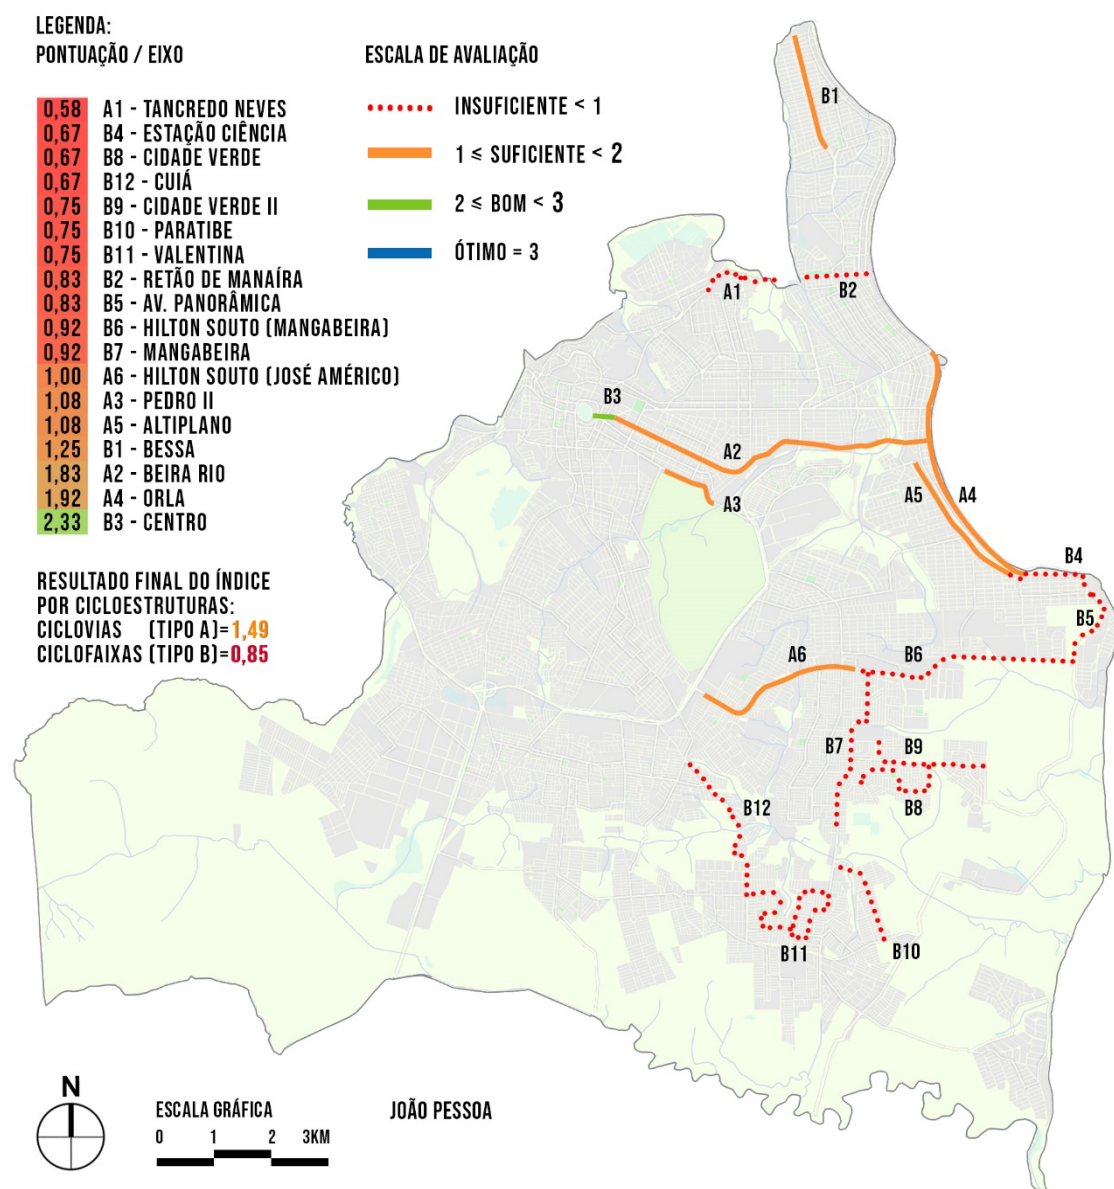 LEGENDA:
PONTUAÇÃO / EIXO
0,58 A1 - TANCREDO NEVES
0,67 B4 - ESTAÇÃO CIÊNCIA
0,67 B8 - CIDADE VERDE
0,67 B12 - CUIÁ
0,75 B9 - CIDADE VERDE II
0,75 B10 - PARATIBE
0,75 B11 - VALENTINA
0,83 B2 - RETÃO DE MANAÍRA
0,83 B5 - AV. PANORÂMICA
0,92 B6 - HILTON SOUTO (MANGABEIRA)
0,92 B7 - MANGABEIRA
1,00 A6 - HILTON SOUTO (JOSÉ AMÉRICO)
1,08 A3 - PEDRO II
1,08 A5 - ALTIPLANO
1,25 B1 - BESSA
1,83 A2 - BEIRA RIO
1,92 A4 - ORLA
2,33 B3 - CENTRO
RESULTADO FINAL DO ÍNDICE
POR CICLOESTRUTURAS:
CICLOVIAS (TIPO A)=1,49
CICLOFAIXAS (TIPO B)=0,85
ESCALA DE AVALIAÇÃO
INSUFICIENTE < 1
1 ≤ SUFICIENTE < 2
2 ≤ BOM < 3
ÓTIMO = 3
B1
A1
B2
B3
A2
A3
A5
A4
B4
B5
A6
B6
B7
B9
B8
B12
B11
B10
N
ESCALA GRÁFICA
0 1 2 3KM
JOÃO PESSOA